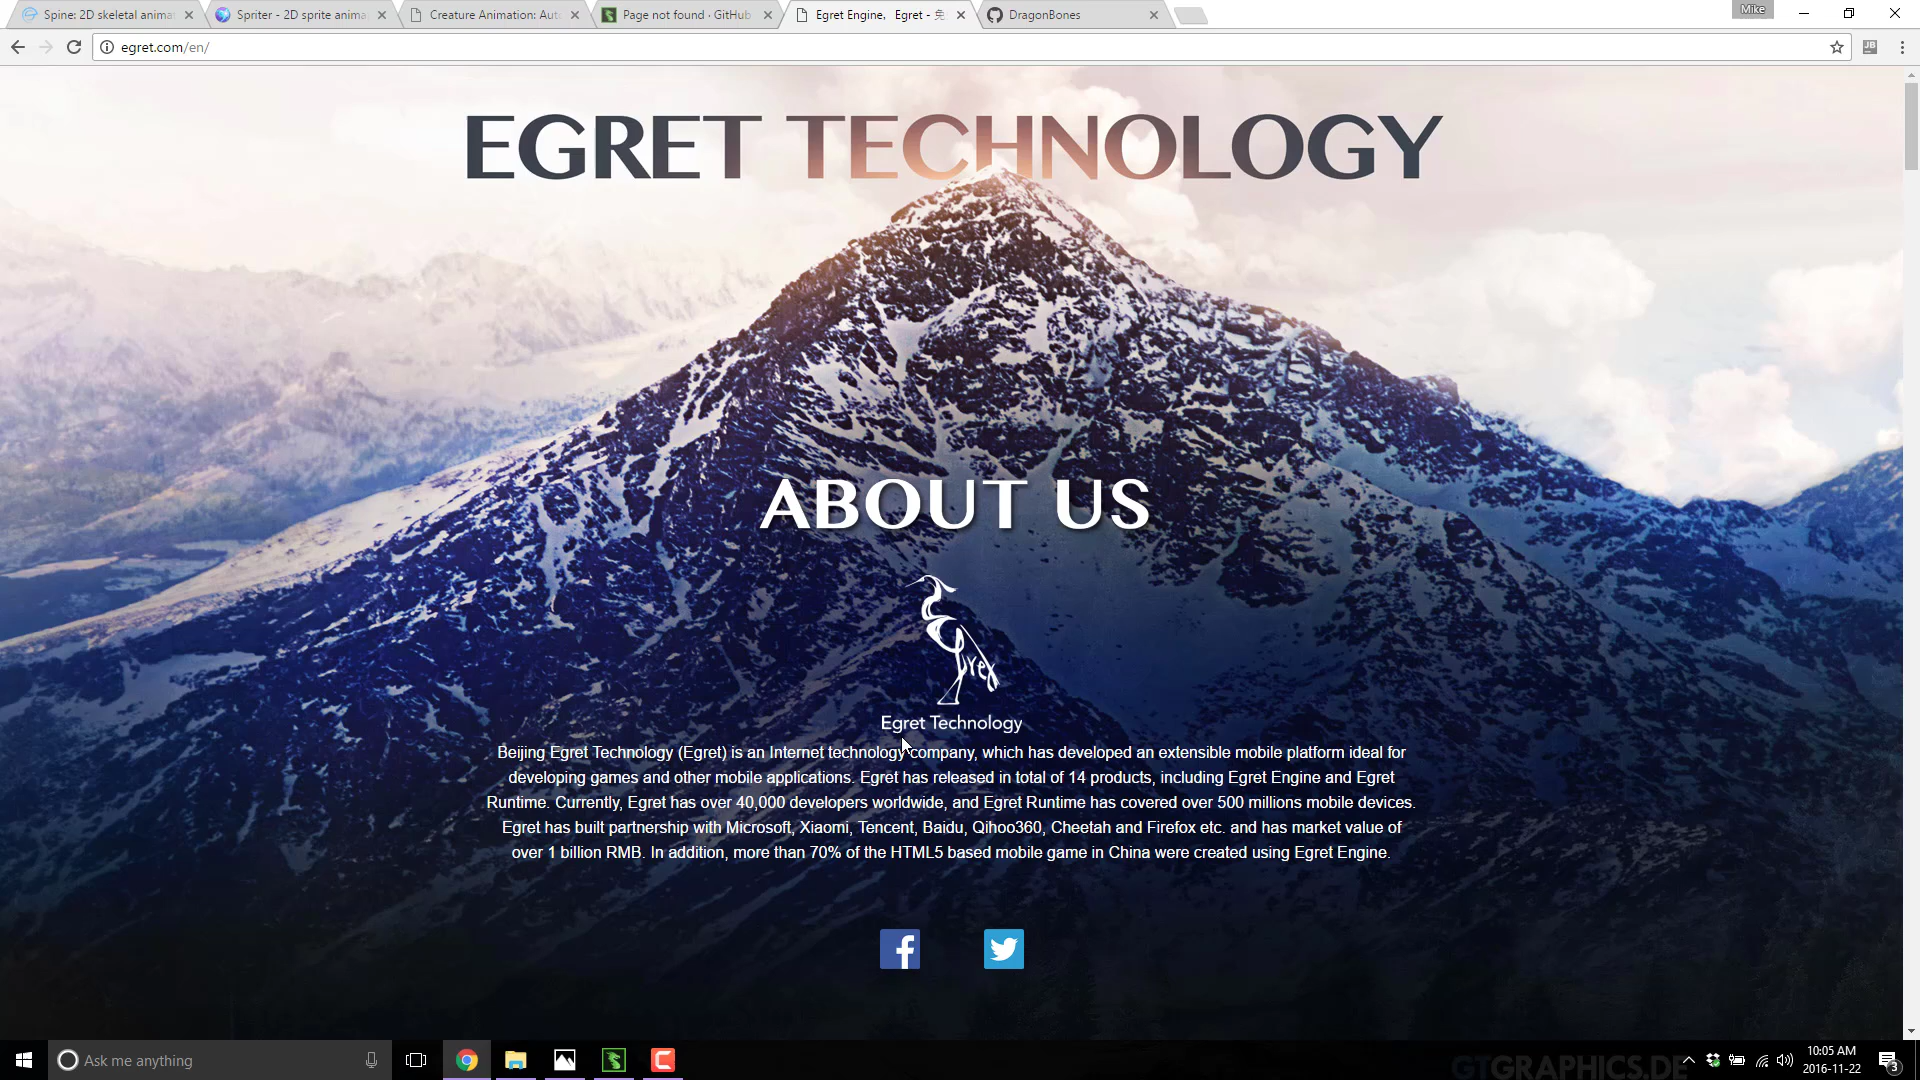 Spine: 2D skeletal animat
Spriter - 2D sprite anima
Creature Animation: Aut
Page not found · GitHub
Egret Engine, Egret - 免
DragonBones
Mike
egret.com/en/
JB
EGRET TECHNOLOGY
ABOUT US
Egret
Egret Technology
Beijing Egret Technology (Egret) is an Internet technology company, which has developed an extensible mobile platform ideal for
developing games and other mobile applications. Egret has released in total of 14 products, including Egret Engine and Egret
Runtime. Currently, Egret has over 40,000 developers worldwide, and Egret Runtime has covered over 500 millions mobile devices.
Egret has built partnership with Microsoft, Xiaomi, Tencent, Baidu, Qihoo360, Cheetah and Firefox etc. and has market value of
over 1 billion RMB. In addition, more than 70% of the HTML5 based mobile game in China were created using Egret Engine.
Ask me anything
GTGRAPHICS.DE
10:05 AM
2016-11-22
3